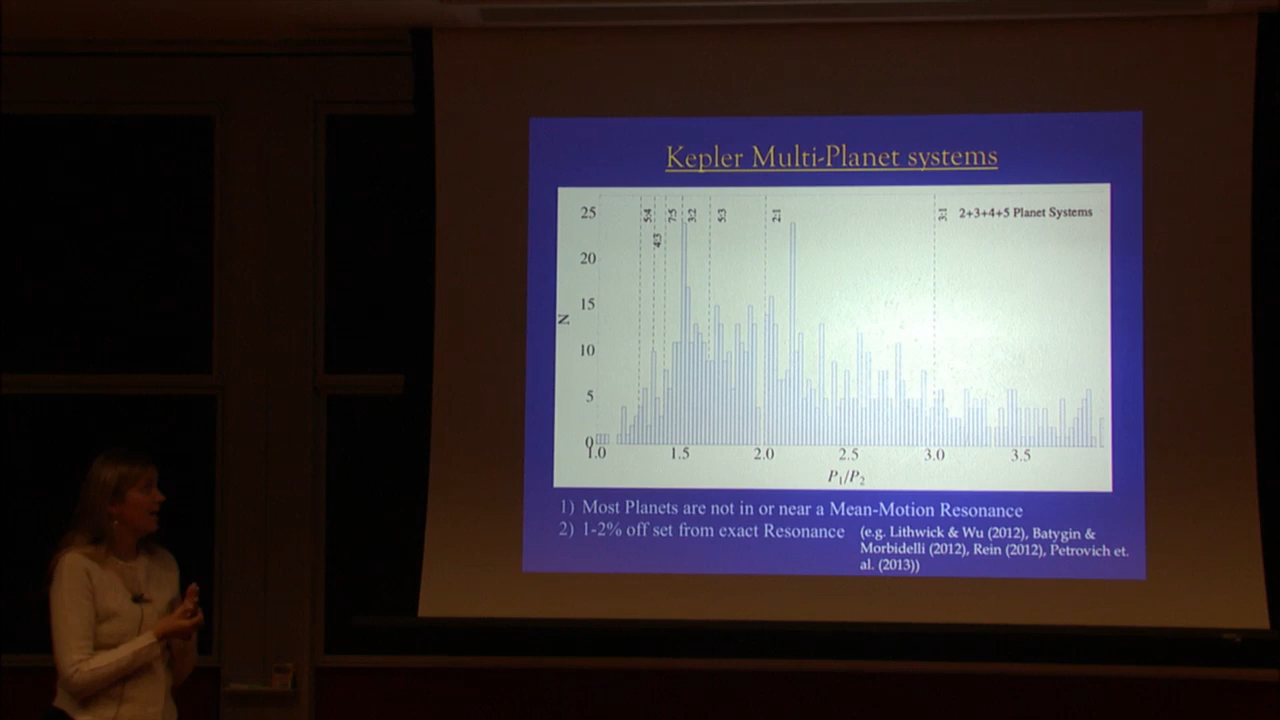 Kepler Multi-Planet systems
25
20
15
10
5
0
N
5:4
4:3
7:5
3:2
5:3
2:1
3:1
2+3+4+5 Planet Systems
1.0 1.5 2.0 2.5 3.0 3.5
P₁/P₂
1) Most Planets are not in or near a Mean-Motion Resonance
2) 1-2% off set from exact Resonance (e.g. Lithwick & Wu (2012), Batygin &
Morbidelli (2012), Rein (2012), Petrovich et.
al. (2013))